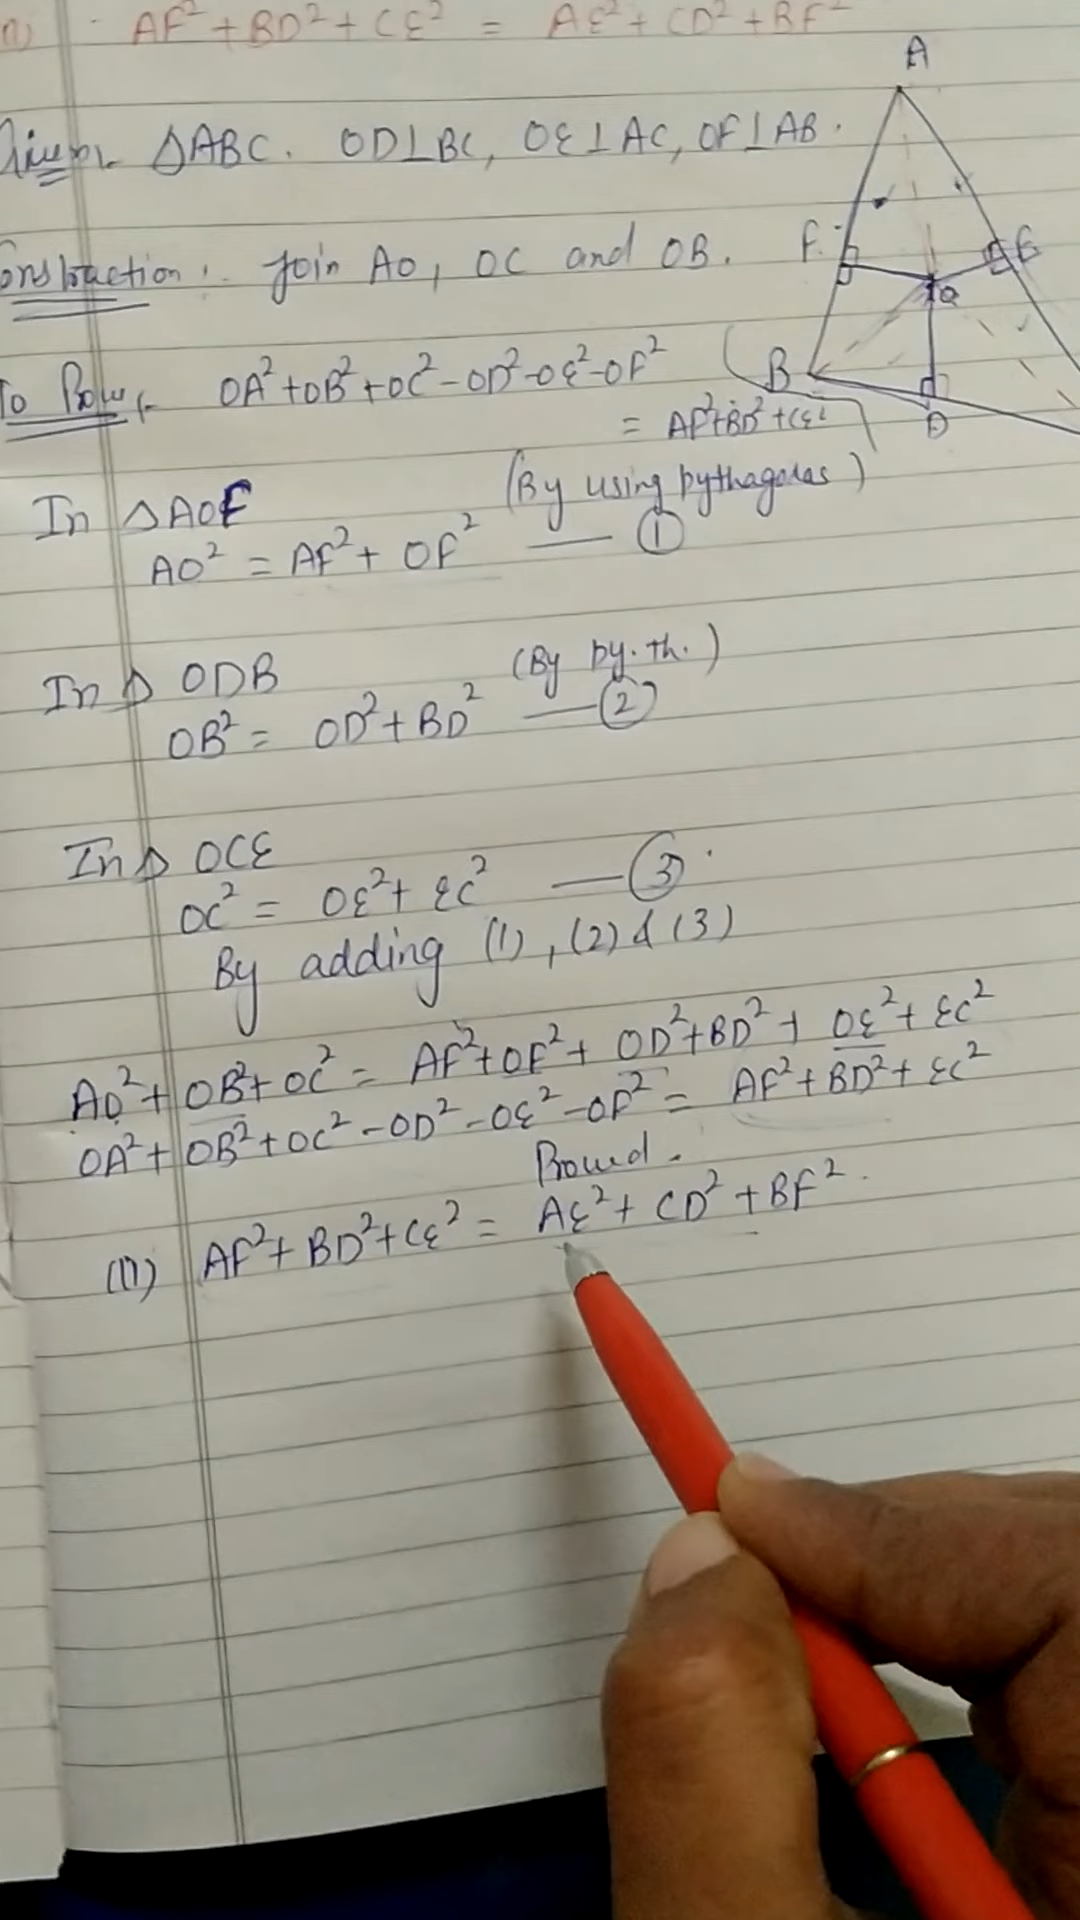 AF² + BD² + CE² = AE² + CD² + BF²
Given ΔABC. OD⊥BC, OE⊥AC, OF⊥AB.
Construction: Join AO, OC and OB.
To Prove OA²+OB²+OC²-OD²-OE²-OF²
= AF²+BD²+CE²
A
F
E
O
B
D
In ΔAOF (By using pythagoras)
AO² = AF² + OF² — ①
In Δ ODB (By py.th.)
OB² = OD²+BD² — ②
In Δ OCE
OC² = OE²+ EC² — ③
By adding (1), (2) & (3)
AO²+OB²+OC² = AF²+OF²+OD²+BD²+OE²+EC²
OA²+OB²+OC²-OD²-OE²-OF² = AF²+BD²+EC²
Proved.
(II) AF²+BD²+CE² = AE²+CD²+BF².